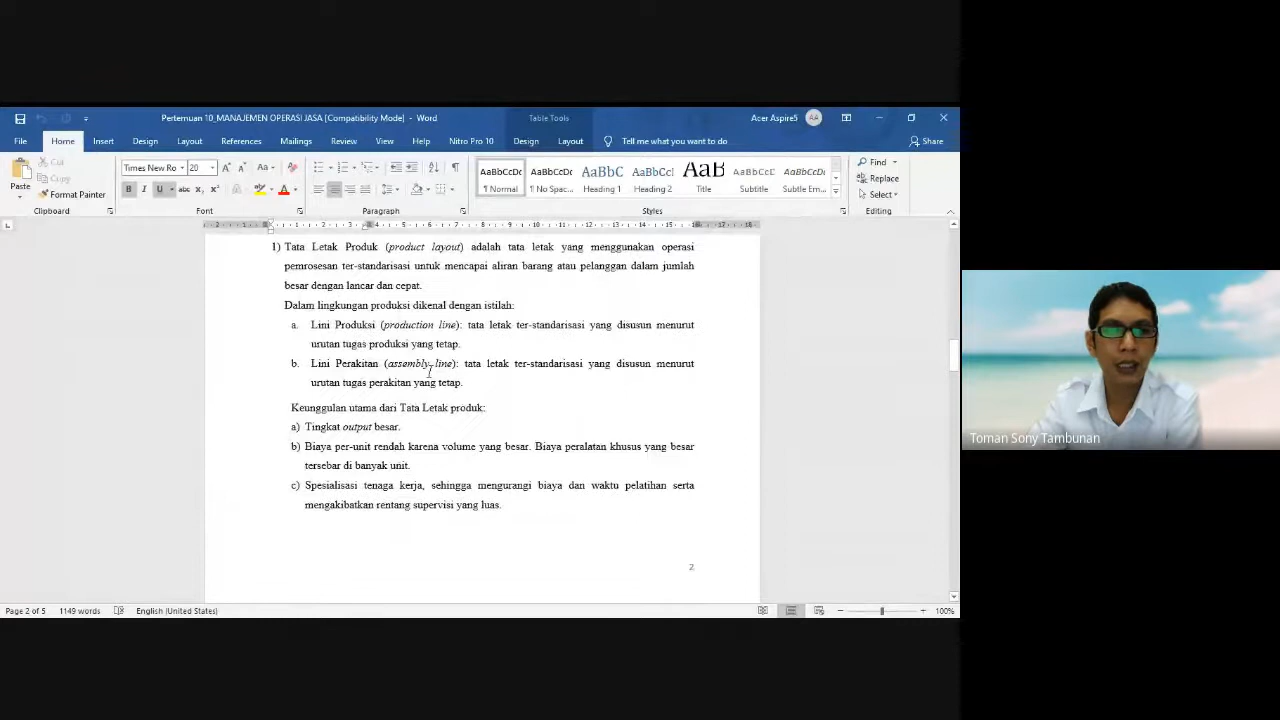 Pertemuan 10_MANAJEMEN OPERASI JASA [Compatibility Mode] - Word
Table Tools
Acer Aspire5
AA
File Home Insert Design Layout References Mailings Review View Help Nitro Pro 10 Design Layout Tell me what you want to do Share
Paste
Cut
Copy
Format Painter
Clipboard
Times New Ro 20
B I U abc x₂ x²
Font
Paragraph
AaBbCcDc AaBbCcDc AaBbC AaBbCcl AaB AaBbCcC AaBbCcDc
¶ Normal ¶ No Spac... Heading 1 Heading 2 Title Subtitle Subtle Em...
Styles
Find
Replace
Select
Editing
1) Tata Letak Produk (product layout) adalah tata letak yang menggunakan operasi
pemrosesan ter-standarisasi untuk mencapai aliran barang atau pelanggan dalam jumlah
besar dengan lancar dan cepat.
Dalam lingkungan produksi dikenal dengan istilah:
a. Lini Produksi (production line): tata letak ter-standarisasi yang disusun menurut
urutan tugas produksi yang tetap.
b. Lini Perakitan (assembly line): tata letak ter-standarisasi yang disusun menurut
urutan tugas perakitan yang tetap.
Keunggulan utama dari Tata Letak produk:
a) Tingkat output besar.
b) Biaya per-unit rendah karena volume yang besar. Biaya peralatan khusus yang besar
tersebar di banyak unit.
c) Spesialisasi tenaga kerja, sehingga mengurangi biaya dan waktu pelatihan serta
mengakibatkan rentang supervisi yang luas.
2
Page 2 of 5 1149 words English (United States) 100%
Toman Sony Tambunan